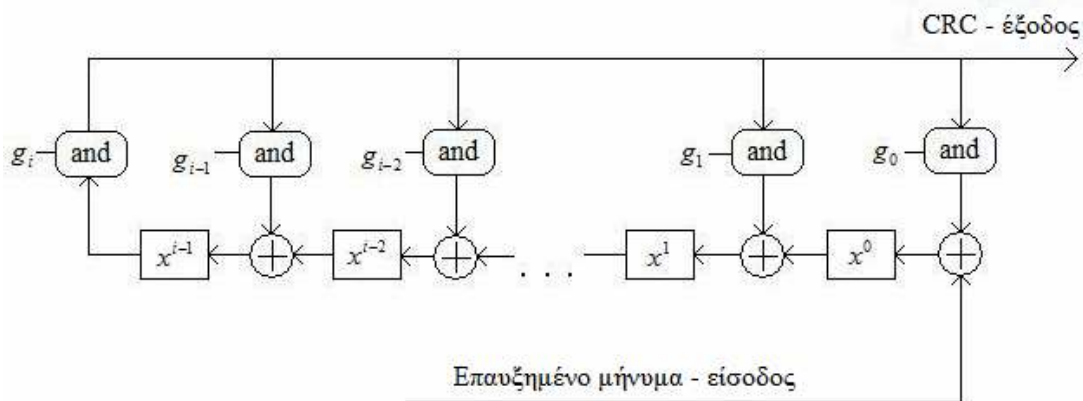 CRC - έξοδος
g_i and g_{i-1} and g_{i-2} and g_1 and g_0 and
x^{i-1} x^{i-2} . . . x^1 x^0
Επαυξημένο μήνυμα - είσοδος